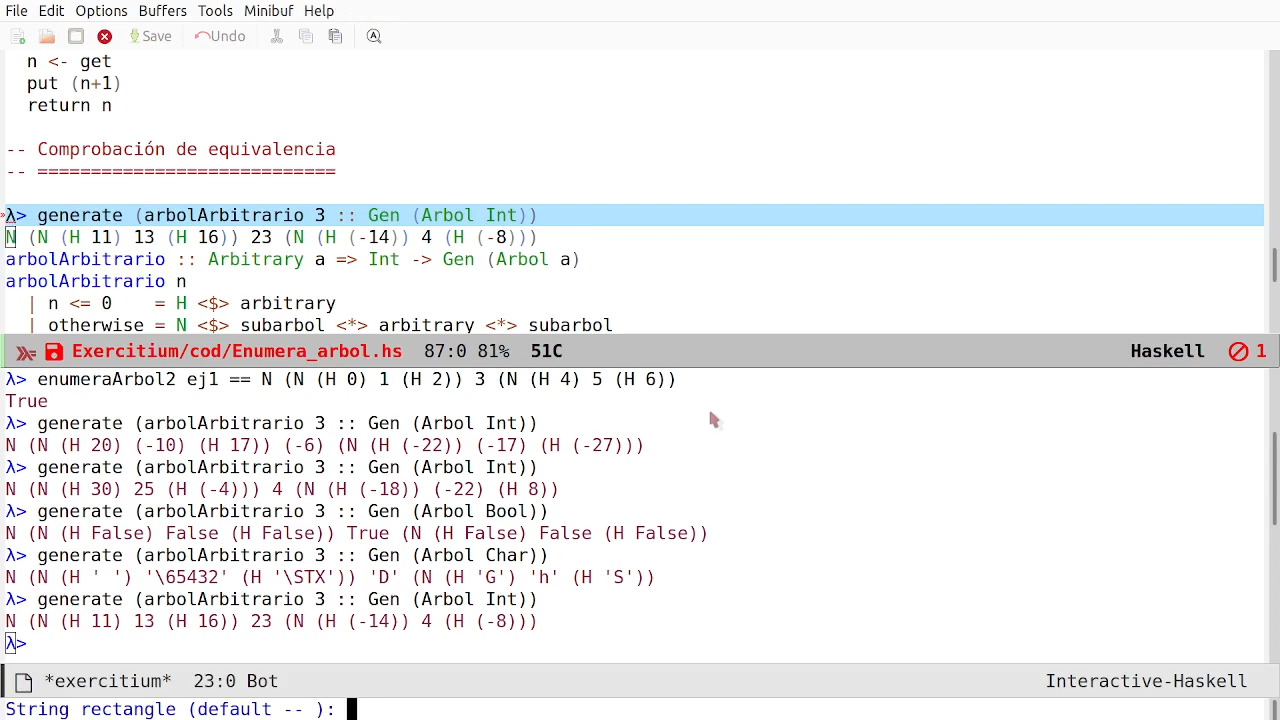 File Edit Options Buffers Tools Minibuf Help
Save Undo
n <- get
put (n+1)
return n
-- Comprobación de equivalencia
-- ============================
λ> generate (arbolArbitrario 3 :: Gen (Arbol Int))
N (N (H 11) 13 (H 16)) 23 (N (H (-14)) 4 (H (-8)))
arbolArbitrario :: Arbitrary a => Int -> Gen (Arbol a)
arbolArbitrario n
| n <= 0    = H <$> arbitrary
| otherwise = N <$> subarbol <*> arbitrary <*> subarbol
Exercitium/cod/Enumera_arbol.hs 87:0 81% 51C Haskell 1
λ> enumeraArbol2 ej1 == N (N (H 0) 1 (H 2)) 3 (N (H 4) 5 (H 6))
True
λ> generate (arbolArbitrario 3 :: Gen (Arbol Int))
N (N (H 20) (-10) (H 17)) (-6) (N (H (-22)) (-17) (H (-27)))
λ> generate (arbolArbitrario 3 :: Gen (Arbol Int))
N (N (H 30) 25 (H (-4))) 4 (N (H (-18)) (-22) (H 8))
λ> generate (arbolArbitrario 3 :: Gen (Arbol Bool))
N (N (H False) False (H False)) True (N (H False) False (H False))
λ> generate (arbolArbitrario 3 :: Gen (Arbol Char))
N (N (H ' ') '\65432' (H '\STX')) 'D' (N (H 'G') 'h' (H 'S'))
λ> generate (arbolArbitrario 3 :: Gen (Arbol Int))
N (N (H 11) 13 (H 16)) 23 (N (H (-14)) 4 (H (-8)))
λ>
*exercitium* 23:0 Bot Interactive-Haskell
String rectangle (default -- ):